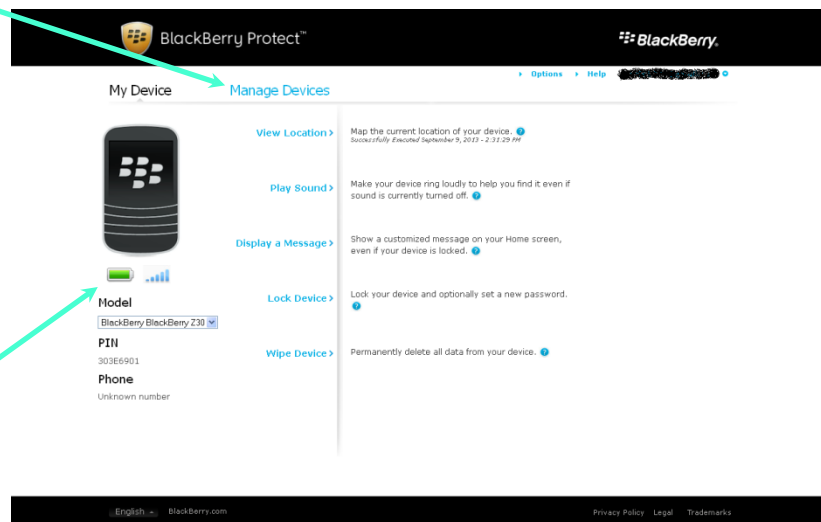 BlackBerry Protect™
BlackBerry®
Options Help
My Device Manage Devices
View Location > Map the current location of your device.
Successfully Executed September 9, 2013 - 2:31:29 PM
Play Sound > Make your device ring loudly to help you find it even if
sound is currently turned off.
Display a Message > Show a customized message on your Home screen,
even if your device is locked.
Lock Device > Lock your device and optionally set a new password.
Wipe Device > Permanently delete all data from your device.
Model
BlackBerry BlackBerry Z30
PIN
303E6901
Phone
Unknown number
English BlackBerry.com Privacy Policy Legal Trademarks